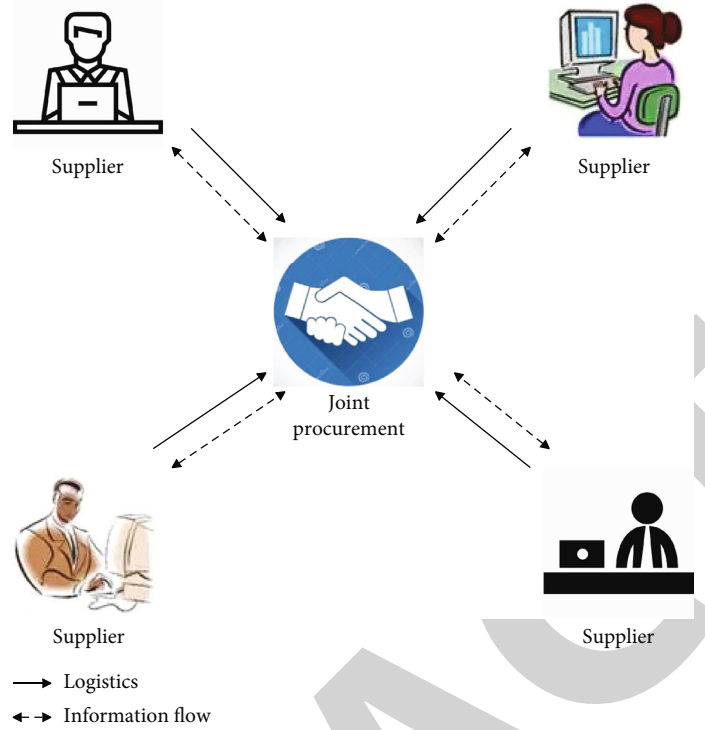 Supplier
Supplier
Joint
procurement
Supplier
Supplier
Logistics
Information flow